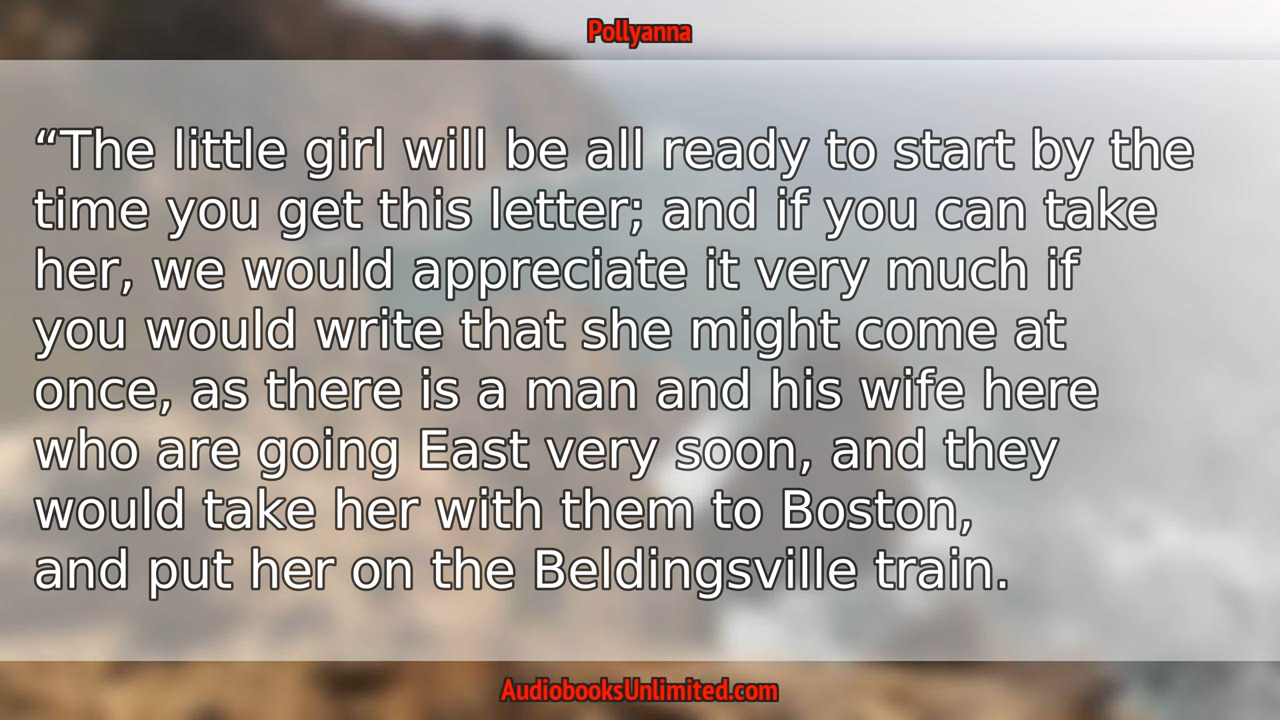 Pollyanna
“The little girl will be all ready to start by the
time you get this letter; and if you can take
her, we would appreciate it very much if
you would write that she might come at
once, as there is a man and his wife here
who are going East very soon, and they
would take her with them to Boston,
and put her on the Beldingsville train.
AudiobooksUnlimited.com